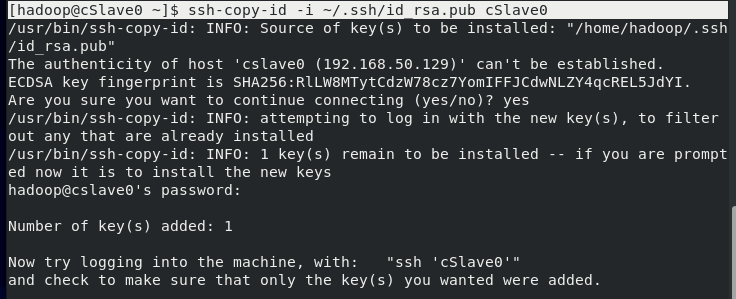 [hadoop@cSlave0 ~]$ ssh-copy-id -i ~/.ssh/id_rsa.pub cSlave0
/usr/bin/ssh-copy-id: INFO: Source of key(s) to be installed: "/home/hadoop/.ssh
/id_rsa.pub"
The authenticity of host 'cslave0 (192.168.50.129)' can't be established.
ECDSA key fingerprint is SHA256:RlLW8MTytCdzW78cz7YomIFFJCdwNLZY4qcREL5JdYI.
Are you sure you want to continue connecting (yes/no)? yes
/usr/bin/ssh-copy-id: INFO: attempting to log in with the new key(s), to filter
out any that are already installed
/usr/bin/ssh-copy-id: INFO: 1 key(s) remain to be installed -- if you are prompt
ed now it is to install the new keys
hadoop@cslave0's password:
Number of key(s) added: 1
Now try logging into the machine, with:   "ssh 'cSlave0'"
and check to make sure that only the key(s) you wanted were added.